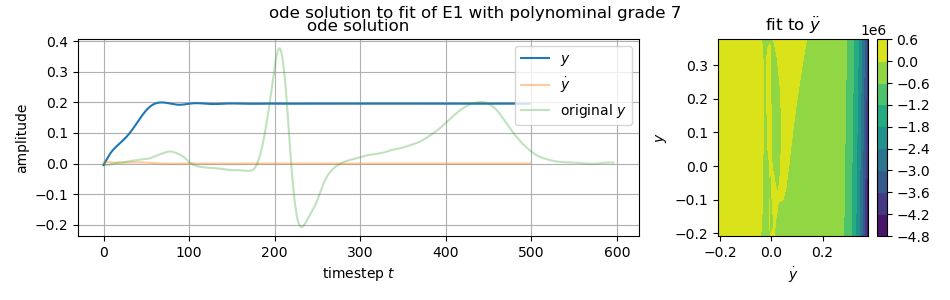 ode solution to fit of E1 with polynominal grade 7
ode solution
amplitude
0.4
0.3
0.2
0.1
0.0
−0.1
−0.2
0 100 200 300 400 500 600
timestep t
y
ẏ
original y
fit to ÿ
y
0.3
0.2
0.1
0.0
−0.1
−0.2
−0.2 0.0 0.2
ẏ
1e6
0.6
0.0
−0.6
−1.2
−1.8
−2.4
−3.0
−3.6
−4.2
−4.8